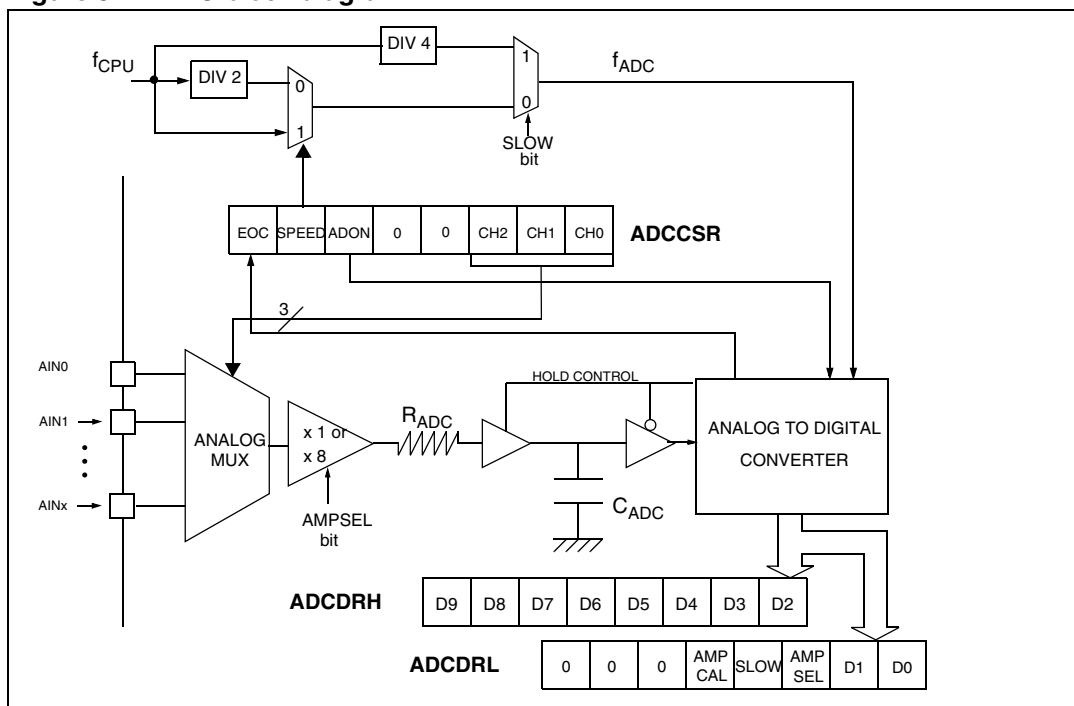 DIV 4
fCPU
DIV 2
0
1
1
0
fADC
SLOW
bit
EOC SPEED ADON 0 0 CH2 CH1 CH0 ADCCSR
3
HOLD CONTROL
AIN0
AIN1
AINx
ANALOG
MUX
x 1 or
x 8
RADC
AMPSEL
bit
CADC
ANALOG TO DIGITAL
CONVERTER
ADCDRH D9 D8 D7 D6 D5 D4 D3 D2
ADCDRL 0 0 0 AMP CAL SLOW AMP SEL D1 D0